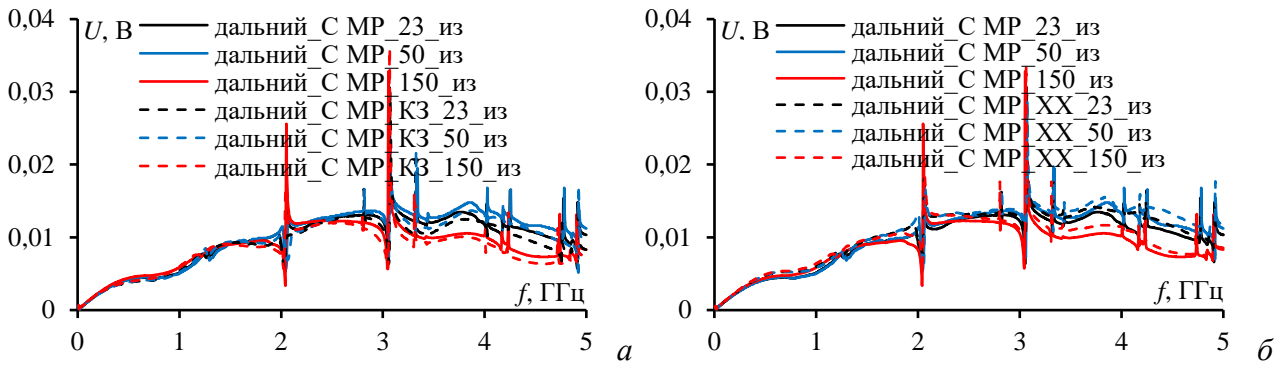 0,04
0,03
0,02
0,01
0
U, В
дальний_С МР_23_из
дальний_С МР_50_из
дальний_С МР_150_из
дальний_С МР_КЗ_23_из
дальний_С МР_КЗ_50_из
дальний_С МР_КЗ_150_из
f, ГГц
0 1 2 3 4 5
а
0,04
0,03
0,02
0,01
0
U, В
дальний_С МР_23_из
дальний_С МР_50_из
дальний_С МР_150_из
дальний_С МР_ХХ_23_из
дальний_С МР_ХХ_50_из
дальний_С МР_ХХ_150_из
f, ГГц
0 1 2 3 4 5
б